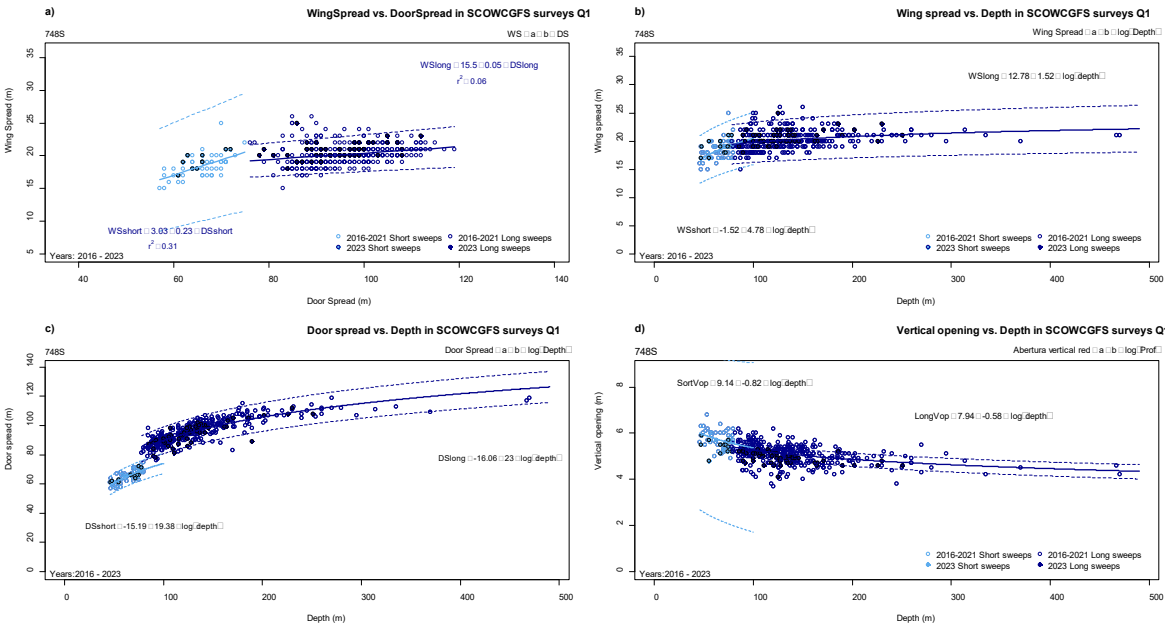 a)
WingSpread vs. DoorSpread in SCOWCGFS surveys Q1
748S
WS □ a □ b □ DS
WSlong □ 15.5 □ 0.05 □ DSlong
r² □ 0.06
WSshort □ 3.03 □ 0.23 □ DSshort
r² □ 0.31
2016-2021 Short sweeps
2023 Short sweeps
2016-2021 Long sweeps
2023 Long sweeps
Years: 2016 - 2023
Wing Spread (m)
5 10 15 20 25 30 35
40 60 80 100 120 140
Door Spread (m)
b)
Wing spread vs. Depth in SCOWCGFS surveys Q1
748S
Wing Spread □ a □ b □ log□Depth□
WSlong □ 12.78 □ 1.52 □ log□depth□
WSshort □ -1.52 □ 4.78 □ log□depth□
2016-2021 Short sweeps
2023 Short sweeps
2016-2021 Long sweeps
2023 Long sweeps
Years: 2016 - 2023
Wing spread (m)
0 5 10 15 20 25 30 35
0 100 200 300 400 500
Depth (m)
c)
Door spread vs. Depth in SCOWCGFS surveys Q1
748S
Door Spread □ a □ b □ log□Depth□
DSlong □ -16.06 □ 23 □ log□depth□
DSshort □ -15.19 □ 19.38 □ log□depth□
Years:2016 - 2023
Door spread (m)
0 20 40 60 80 100 120 140
0 100 200 300 400 500
Depth (m)
d)
Vertical opening vs. Depth in SCOWCGFS surveys Q1
748S
Abertura vertical red □ a □ b □ log□Prof□
SortVop □ 9.14 □ -0.82 □ log□depth□
LongVop □ 7.94 □ -0.58 □ log□depth□
2016-2021 Short sweeps
2023 Short sweeps
2016-2021 Long sweeps
2023 Long sweeps
Years:2016 - 2023
Vertical opening (m)
0 2 4 6 8
0 100 200 300 400 500
Depth (m)